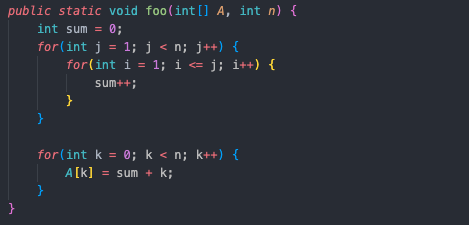 public static void foo(int[] A, int n) {
    int sum = 0;
    for(int j = 1; j < n; j++) {
        for(int i = 1; i <= j; i++) {
            sum++;
        }
    }

    for(int k = 0; k < n; k++) {
        A[k] = sum + k;
    }
}